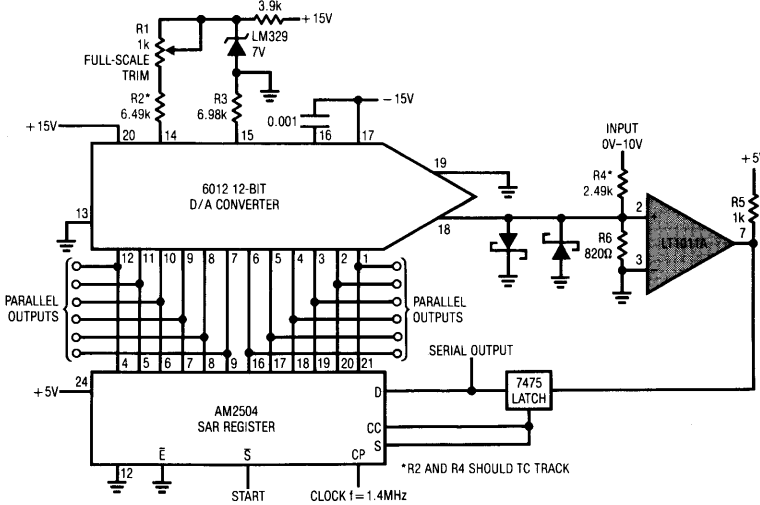 3.9k
+15V
R1
1k
FULL-SCALE
TRIM
LM329
7V
R2*
6.49k
R3
6.98k
0.001
-15V
+15V
20
14
15
16
17
6012 12-BIT
D/A CONVERTER
13
19
18
INPUT
0V-10V
R4*
2.49k
+5V
R5
1k
2
+
LT1011A
7
R6
820Ω
3
-
12
11
10
9
8
7
6
5
4
3
2
1
PARALLEL
OUTPUTS
PARALLEL
OUTPUTS
4
5
6
7
8
9
16
17
18
19
20
21
SERIAL OUTPUT
7475
LATCH
+5V
24
AM2504
SAR REGISTER
D
CC
S
12
E̅
S̅
CP
START
CLOCK f=1.4MHz
*R2 AND R4 SHOULD TC TRACK